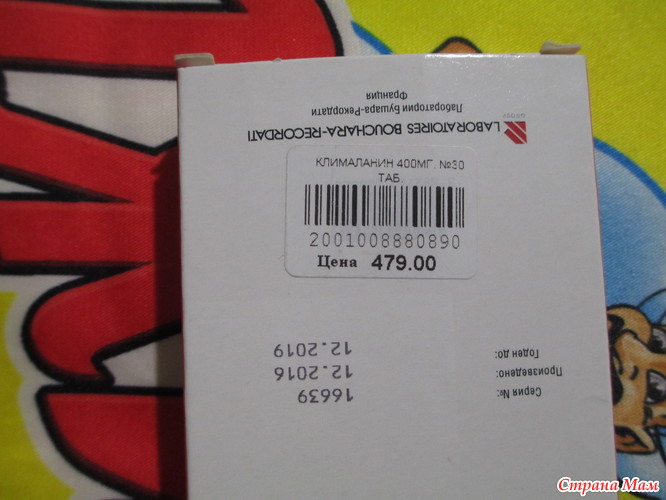 LABORATOIRES BOUCHARA-RECORDATI
GROUP
Лаборатории Бушара-Рекордати
Франция
КЛИМАЛАНИН 400МГ. №30
ТАБ.
2001008880890
Цена 479.00
Серия №: 16639
Произведено: 12.2016
Годен до: 12.2019
Страна Мам